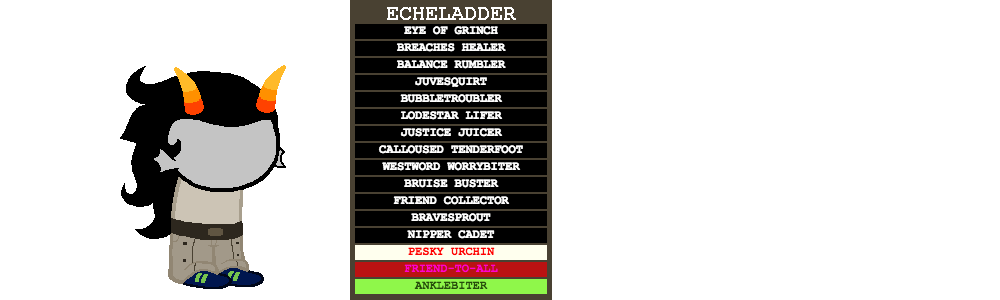 ECHELADDER
EYE OF GRINCH
BREACHES HEALER
BALANCE RUMBLER
JUVESQUIRT
BUBBLETROUBLER
LODESTAR LIFER
JUSTICE JUICER
CALLOUSED TENDERFOOT
WESTWORD WORRYBITER
BRUISE BUSTER
FRIEND COLLECTOR
BRAVESPROUT
NIPPER CADET
PESKY URCHIN
FRIEND-TO-ALL
ANKLEBITER